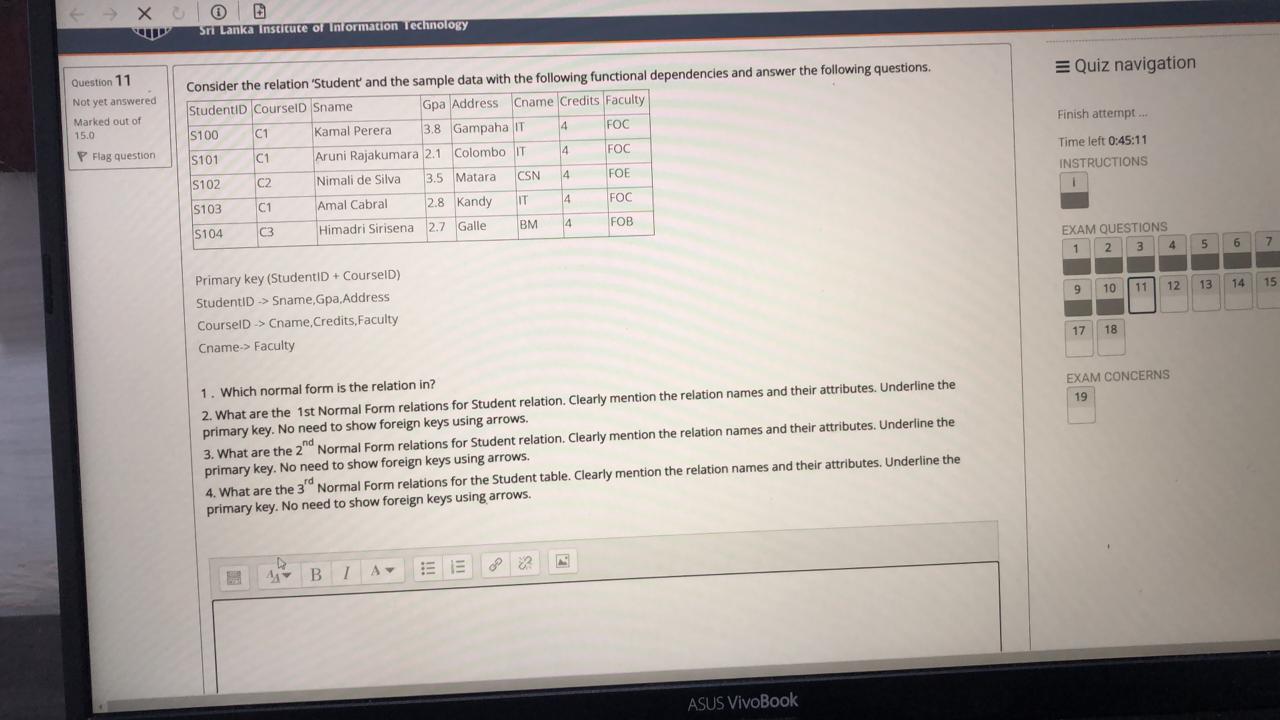 Sri Lanka Institute of Information Technology
Question 11
Not yet answered
Marked out of
15.0
Flag question
Consider the relation 'Student' and the sample data with the following functional dependencies and answer the following questions.
StudentID CourseID Sname Gpa Address Cname Credits Faculty
S100 C1 Kamal Perera 3.8 Gampaha IT 4 FOC
S101 C1 Aruni Rajakumara 2.1 Colombo IT 4 FOC
S102 C2 Nimali de Silva 3.5 Matara CSN 4 FOE
S103 C1 Amal Cabral 2.8 Kandy IT 4 FOC
S104 C3 Himadri Sirisena 2.7 Galle BM 4 FOB
Primary key (StudentID + CourseID)
StudentID -> Sname,Gpa,Address
CourseID -> Cname,Credits,Faculty
Cname-> Faculty
1 . Which normal form is the relation in?
2. What are the 1st Normal Form relations for Student relation. Clearly mention the relation names and their attributes. Underline the
primary key. No need to show foreign keys using arrows.
3. What are the 2nd Normal Form relations for Student relation. Clearly mention the relation names and their attributes. Underline the
primary key. No need to show foreign keys using arrows.
4. What are the 3rd Normal Form relations for the Student table. Clearly mention the relation names and their attributes. Underline the
primary key. No need to show foreign keys using arrows.
B I A
Quiz navigation
Finish attempt ...
Time left 0:45:11
INSTRUCTIONS
i
EXAM QUESTIONS
1 2 3 4 5 6 7
9 10 11 12 13 14 15
17 18
EXAM CONCERNS
19
ASUS VivoBook